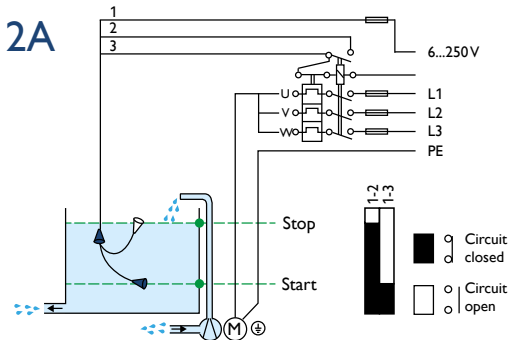 2A
1
2
3
6...250 V
U
V
W
L1
L2
L3
PE
Stop
Start
M
1-2
1-3
Circuit
closed
Circuit
open